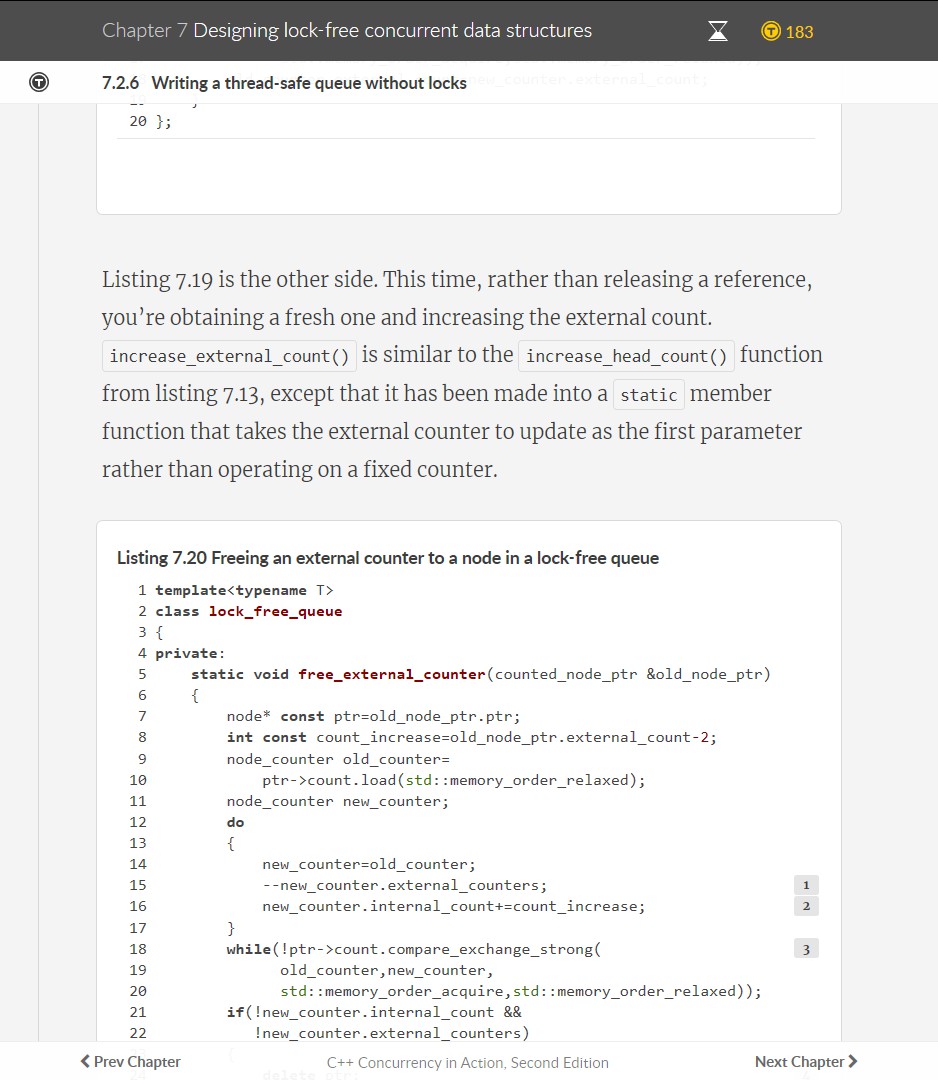 Chapter 7 Designing lock-free concurrent data structures
183
7.2.6 Writing a thread-safe queue without locks
20 };
Listing 7.19 is the other side. This time, rather than releasing a reference,
you're obtaining a fresh one and increasing the external count.
increase_external_count() is similar to the increase_head_count() function
from listing 7.13, except that it has been made into a static member
function that takes the external counter to update as the first parameter
rather than operating on a fixed counter.
Listing 7.20 Freeing an external counter to a node in a lock-free queue
1 template<typename T>
2 class lock_free_queue
3 {
4 private:
5     static void free_external_counter(counted_node_ptr &old_node_ptr)
6     {
7         node* const ptr=old_node_ptr.ptr;
8         int const count_increase=old_node_ptr.external_count-2;
9         node_counter old_counter=
10             ptr->count.load(std::memory_order_relaxed);
11         node_counter new_counter;
12         do
13         {
14             new_counter=old_counter;
15             --new_counter.external_counters; 1
16             new_counter.internal_count+=count_increase; 2
17         }
18         while(!ptr->count.compare_exchange_strong( 3
19               old_counter,new_counter,
20               std::memory_order_acquire,std::memory_order_relaxed));
21         if(!new_counter.internal_count &&
22            !new_counter.external_counters)
Prev Chapter C++ Concurrency in Action, Second Edition Next Chapter
24 delete ptr;